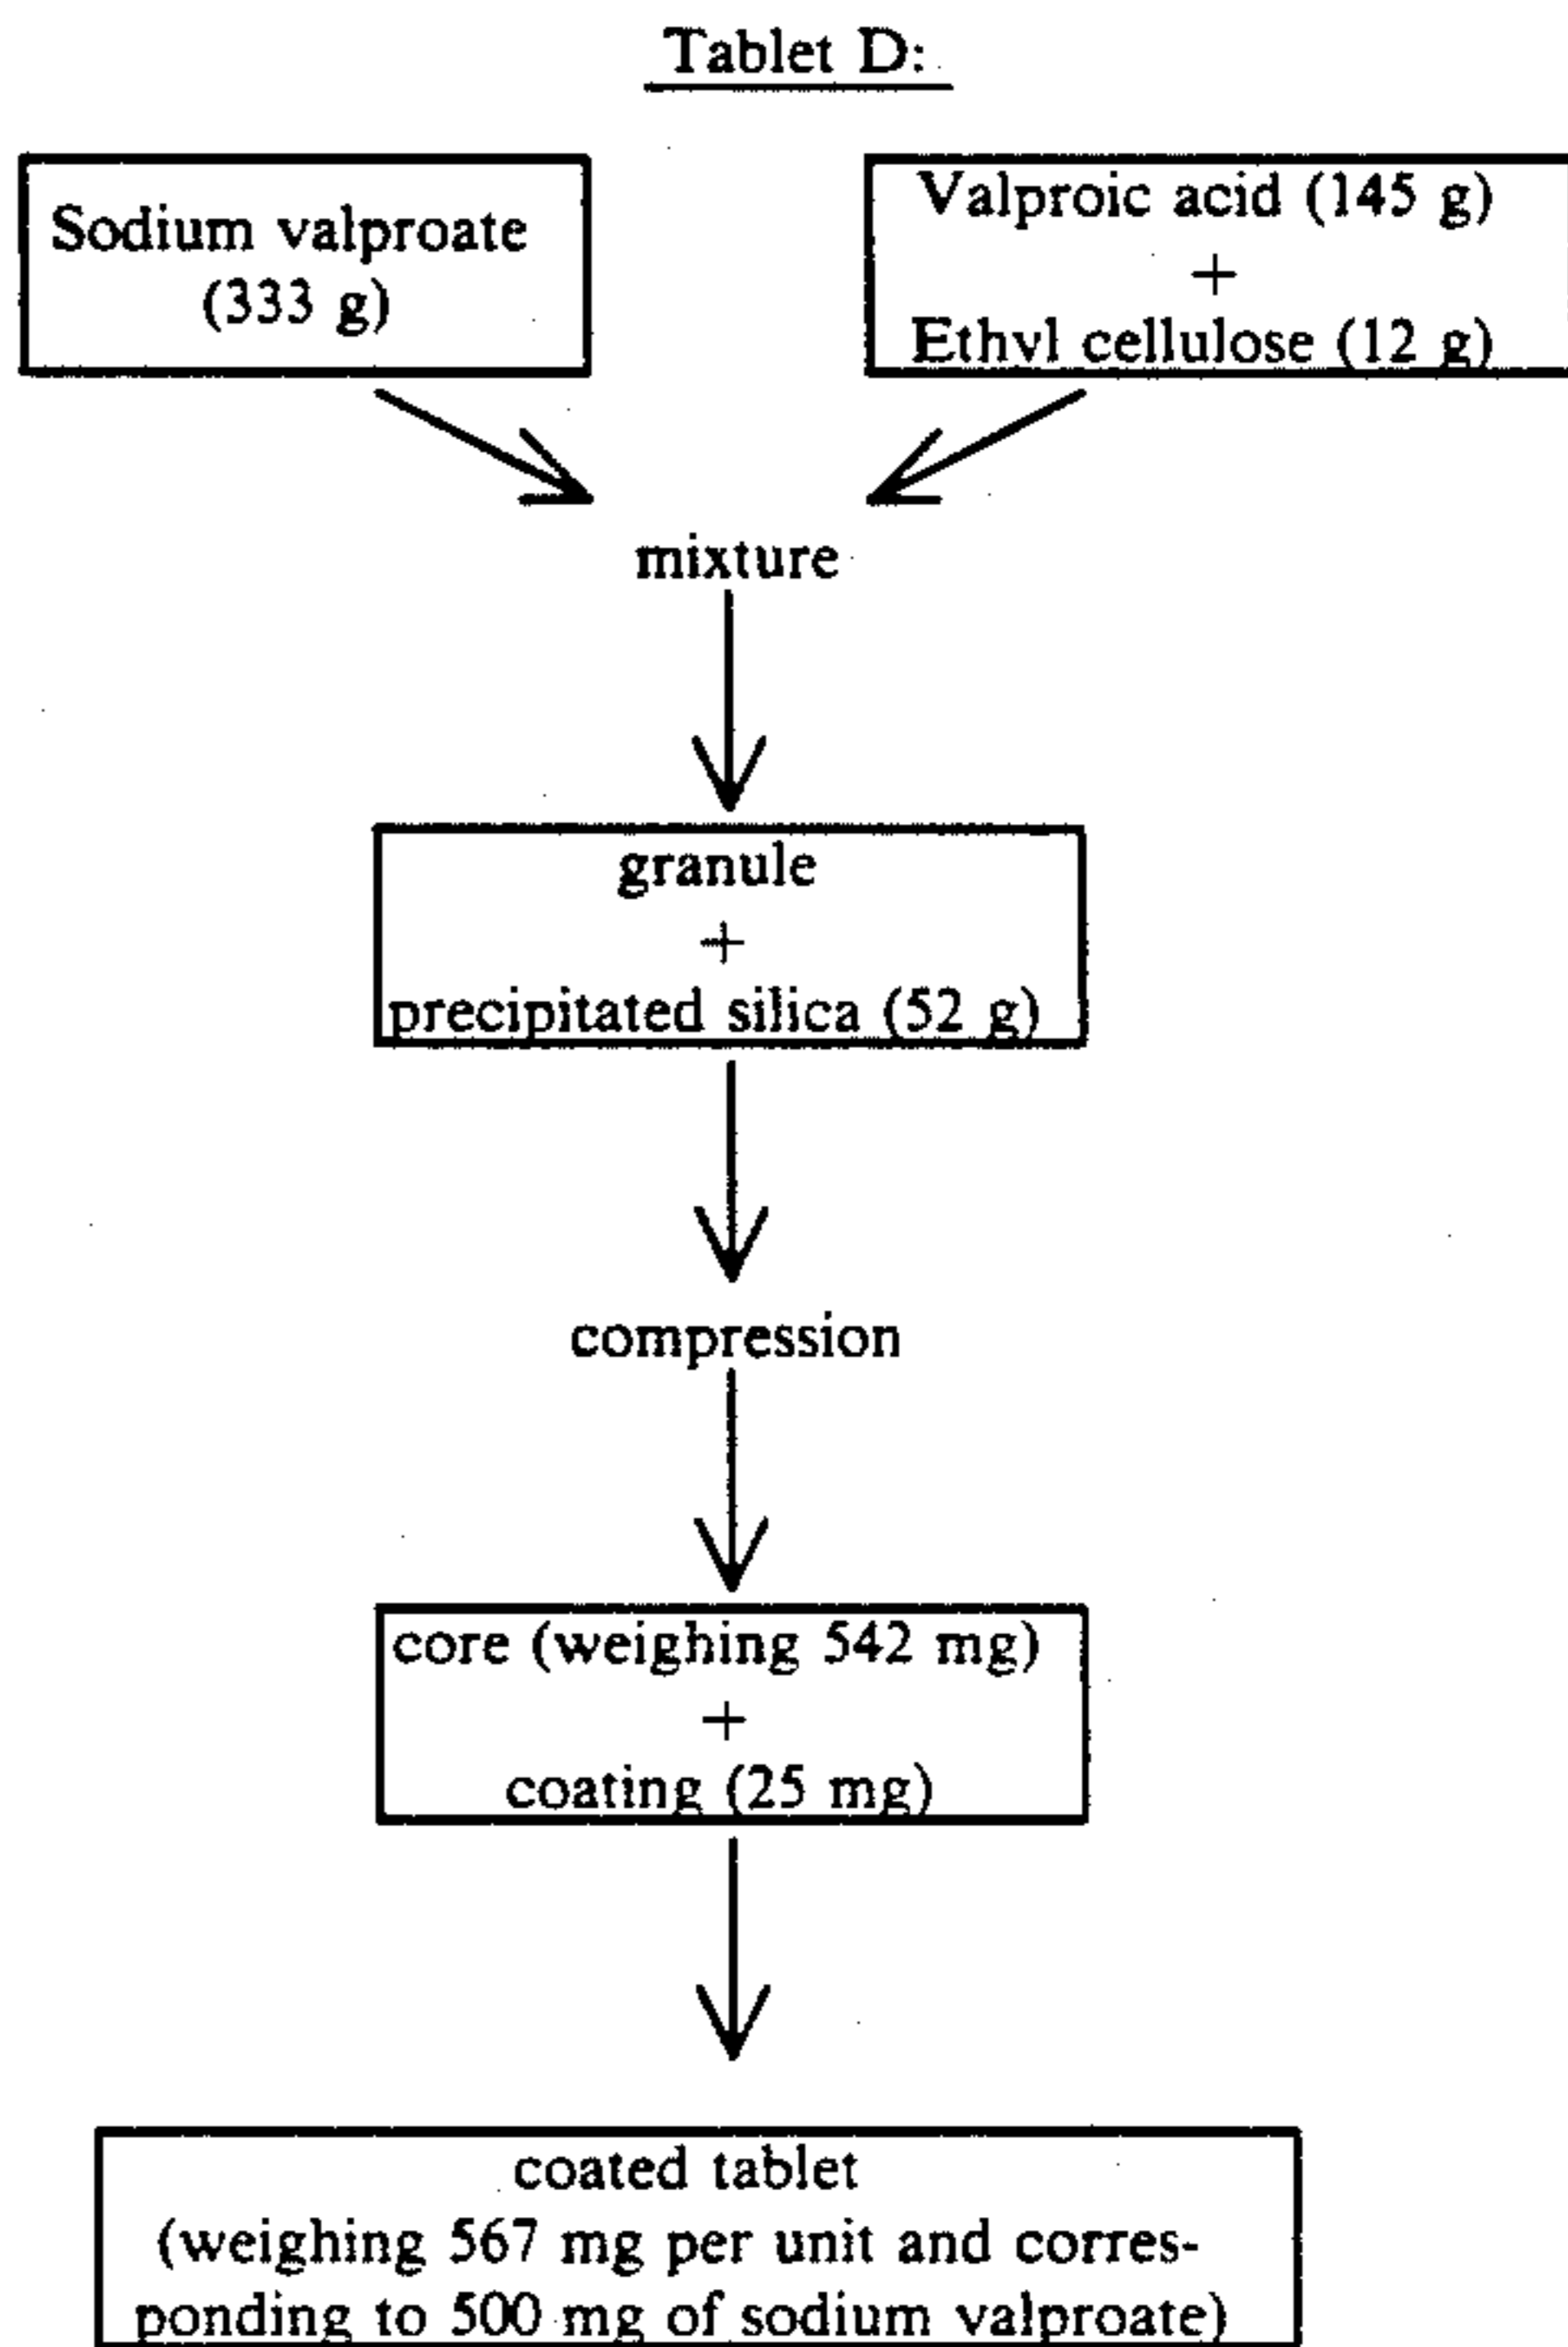 Tablet D:
Sodium valproate
(333 g)
Valproic acid (145 g)
+
Ethyl cellulose (12 g)
mixture
granule
+
precipitated silica (52 g)
compression
core (weighing 542 mg)
+
coating (25 mg)
coated tablet
(weighing 567 mg per unit and corres-
ponding to 500 mg of sodium valproate)